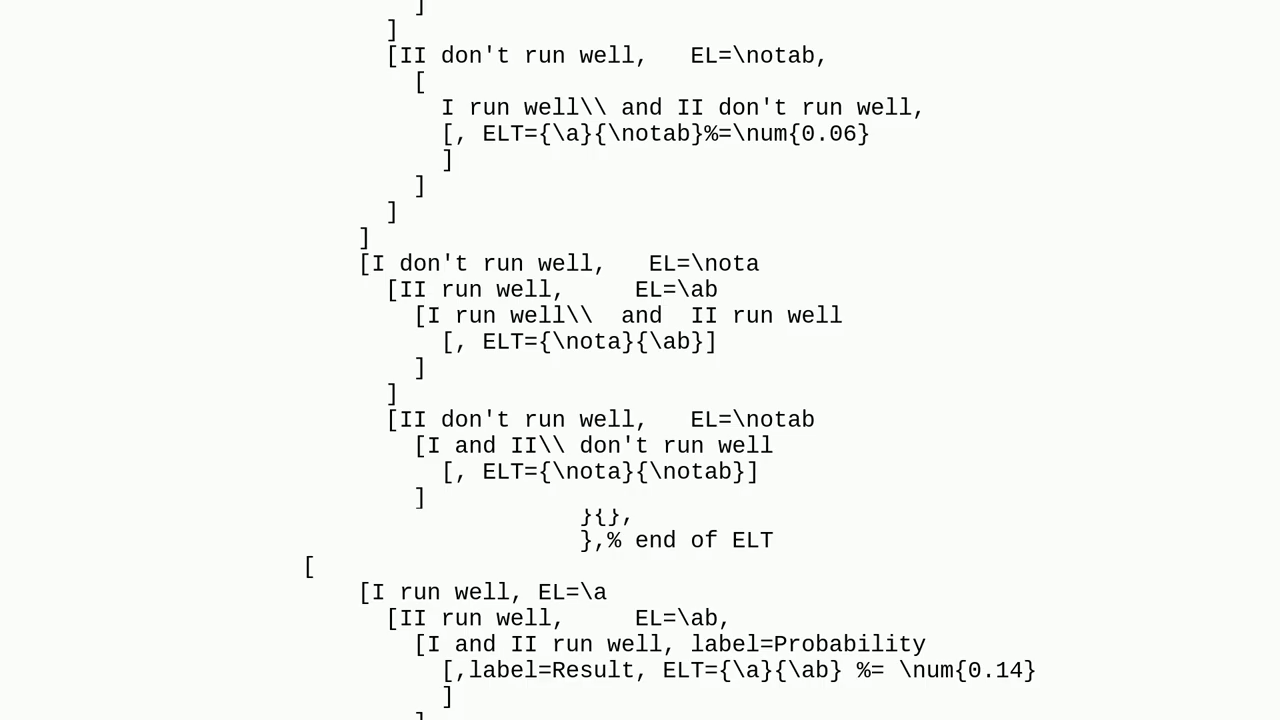 ]
]
[II don't run well,   EL=\notab,
[
I run well\\ and II don't run well,
[, ELT={\a}{\notab}%=\num{0.06}
]
]
]
]
[I don't run well,   EL=\nota
[II run well,     EL=\ab
[I run well\\  and  II run well
[, ELT={\nota}{\ab}]
]
]
[II don't run well,   EL=\notab
[I and II\\ don't run well
[, ELT={\nota}{\notab}]
]
}{},
},% end of ELT
[
[I run well, EL=\a
[II run well,     EL=\ab,
[I and II run well, label=Probability
[,label=Result, ELT={\a}{\ab} %= \num{0.14}
]
]